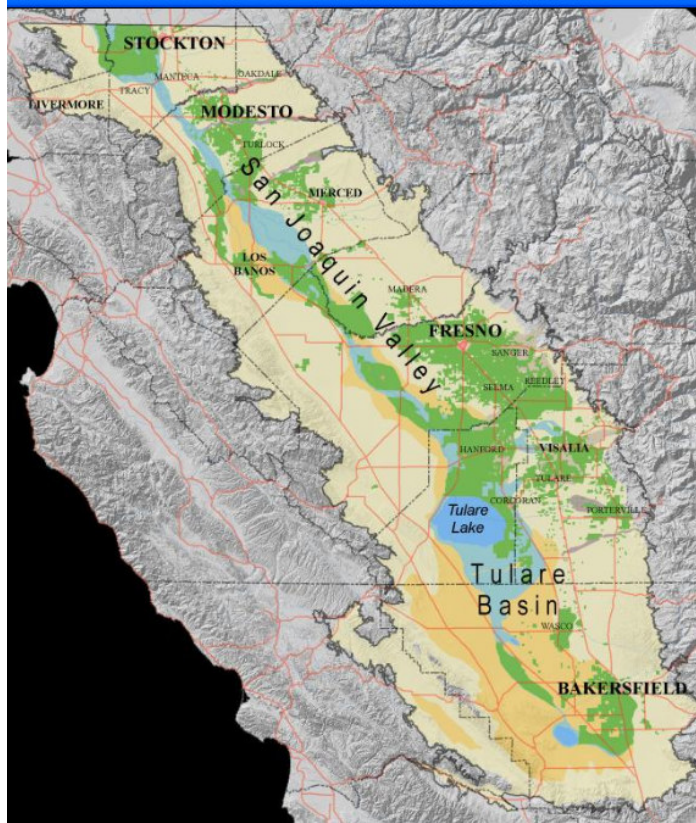 STOCKTON
MANTECA
OAKDALE
TRACY
LIVERMORE
MODESTO
TURLOCK
San Joaquin Valley
MERCED
LOS
BANOS
MADERA
FRESNO
SANGER
REEDLEY
SELMA
HANFORD
VISALIA
TULARE
CORCORAN
PORTERVILLE
Tulare
Lake
Tulare
Basin
WASCO
BAKERSFIELD